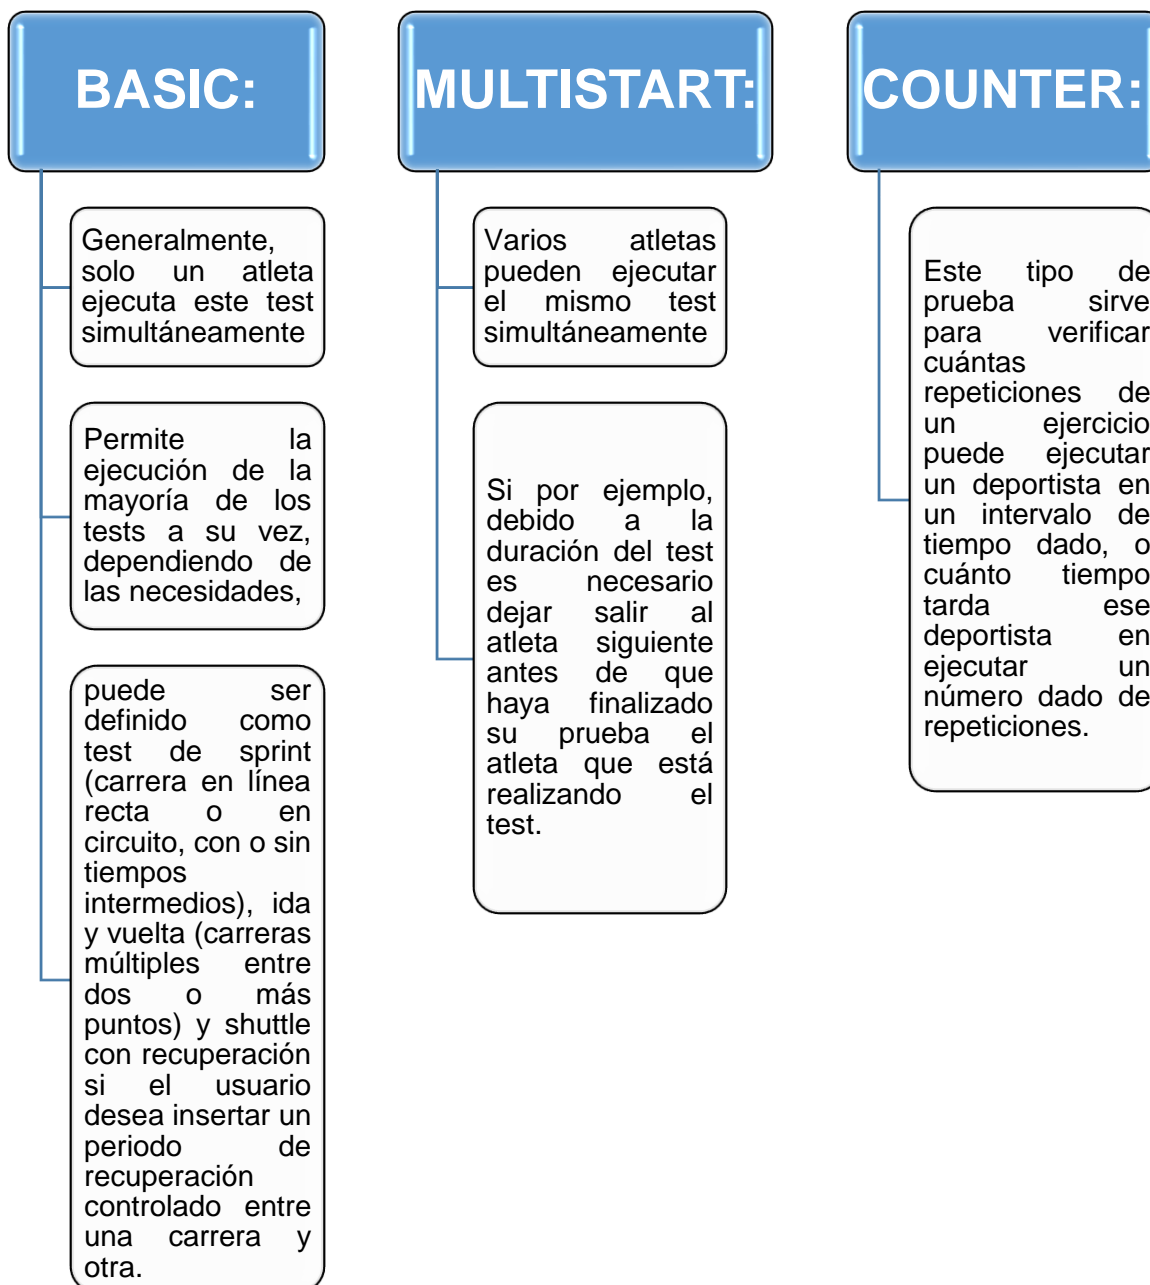 BASIC:
Generalmente,
solo un atleta
ejecuta este test
simultáneamente
Permite la
ejecución de la
mayoría de los
tests a su vez,
dependiendo de
las necesidades,
puede ser
definido como
test de sprint
(carrera en línea
recta o en
circuito, con o sin
tiempos
intermedios), ida
y vuelta (carreras
múltiples entre
dos o más
puntos) y shuttle
con recuperación
si el usuario
desea insertar un
periodo de
recuperación
controlado entre
una carrera y
otra.
MULTISTART:
Varios atletas
pueden ejecutar
el mismo test
simultáneamente
Si por ejemplo,
debido a la
duración del test
es necesario
dejar salir al
atleta siguiente
antes de que
haya finalizado
su prueba el
atleta que está
realizando el
test.
COUNTER:
Este tipo de
prueba sirve
para verificar
cuántas
repeticiones de
un ejercicio
puede ejecutar
un deportista en
un intervalo de
tiempo dado, o
cuánto tiempo
tarda ese
deportista en
ejecutar un
número dado de
repeticiones.